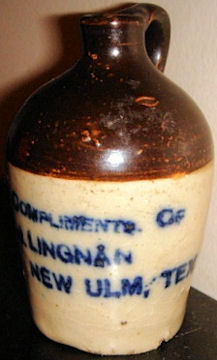 COMPLIMENTS OF
LINGNAN
NEW ULM, TEX